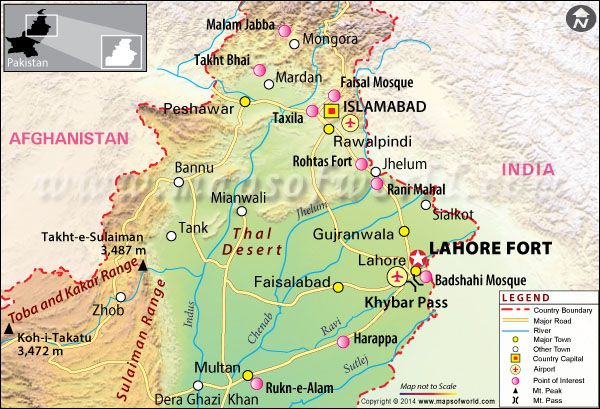 Pakistan
Malam Jabba
Mongora
Takht Bhai
Mardan
Faisal Mosque
Peshawar
ISLAMABAD
Taxila
Rawalpindi
AFGHANISTAN
INDIA
Rohtas Fort
Jhelum
Bannu
www.mapsofworld.com
Rani Mahal
Mianwali
Jhelum
Sialkot
Tank
Thal
Desert
Gujranwala
Takht-e-Sulaiman
3,487 m
LAHORE FORT
Lahore
Badshahi Mosque
Toba and Kakar Range
Faisalabad
Khybar Pass
Zhob
Indus
Chenab
Ravi
Sulaiman Range
Koh-i-Takatu
3,472 m
Harappa
Sutlej
Multan
Rukn-e-Alam
Dera Ghazi Khan
LEGEND
Country Boundary
Major Road
River
Major Town
Other Town
Country Capital
Airport
Point of Interest
Mt. Peak
Mt. Pass
Map not to Scale
Copyright © 2014 www.mapsofworld.com